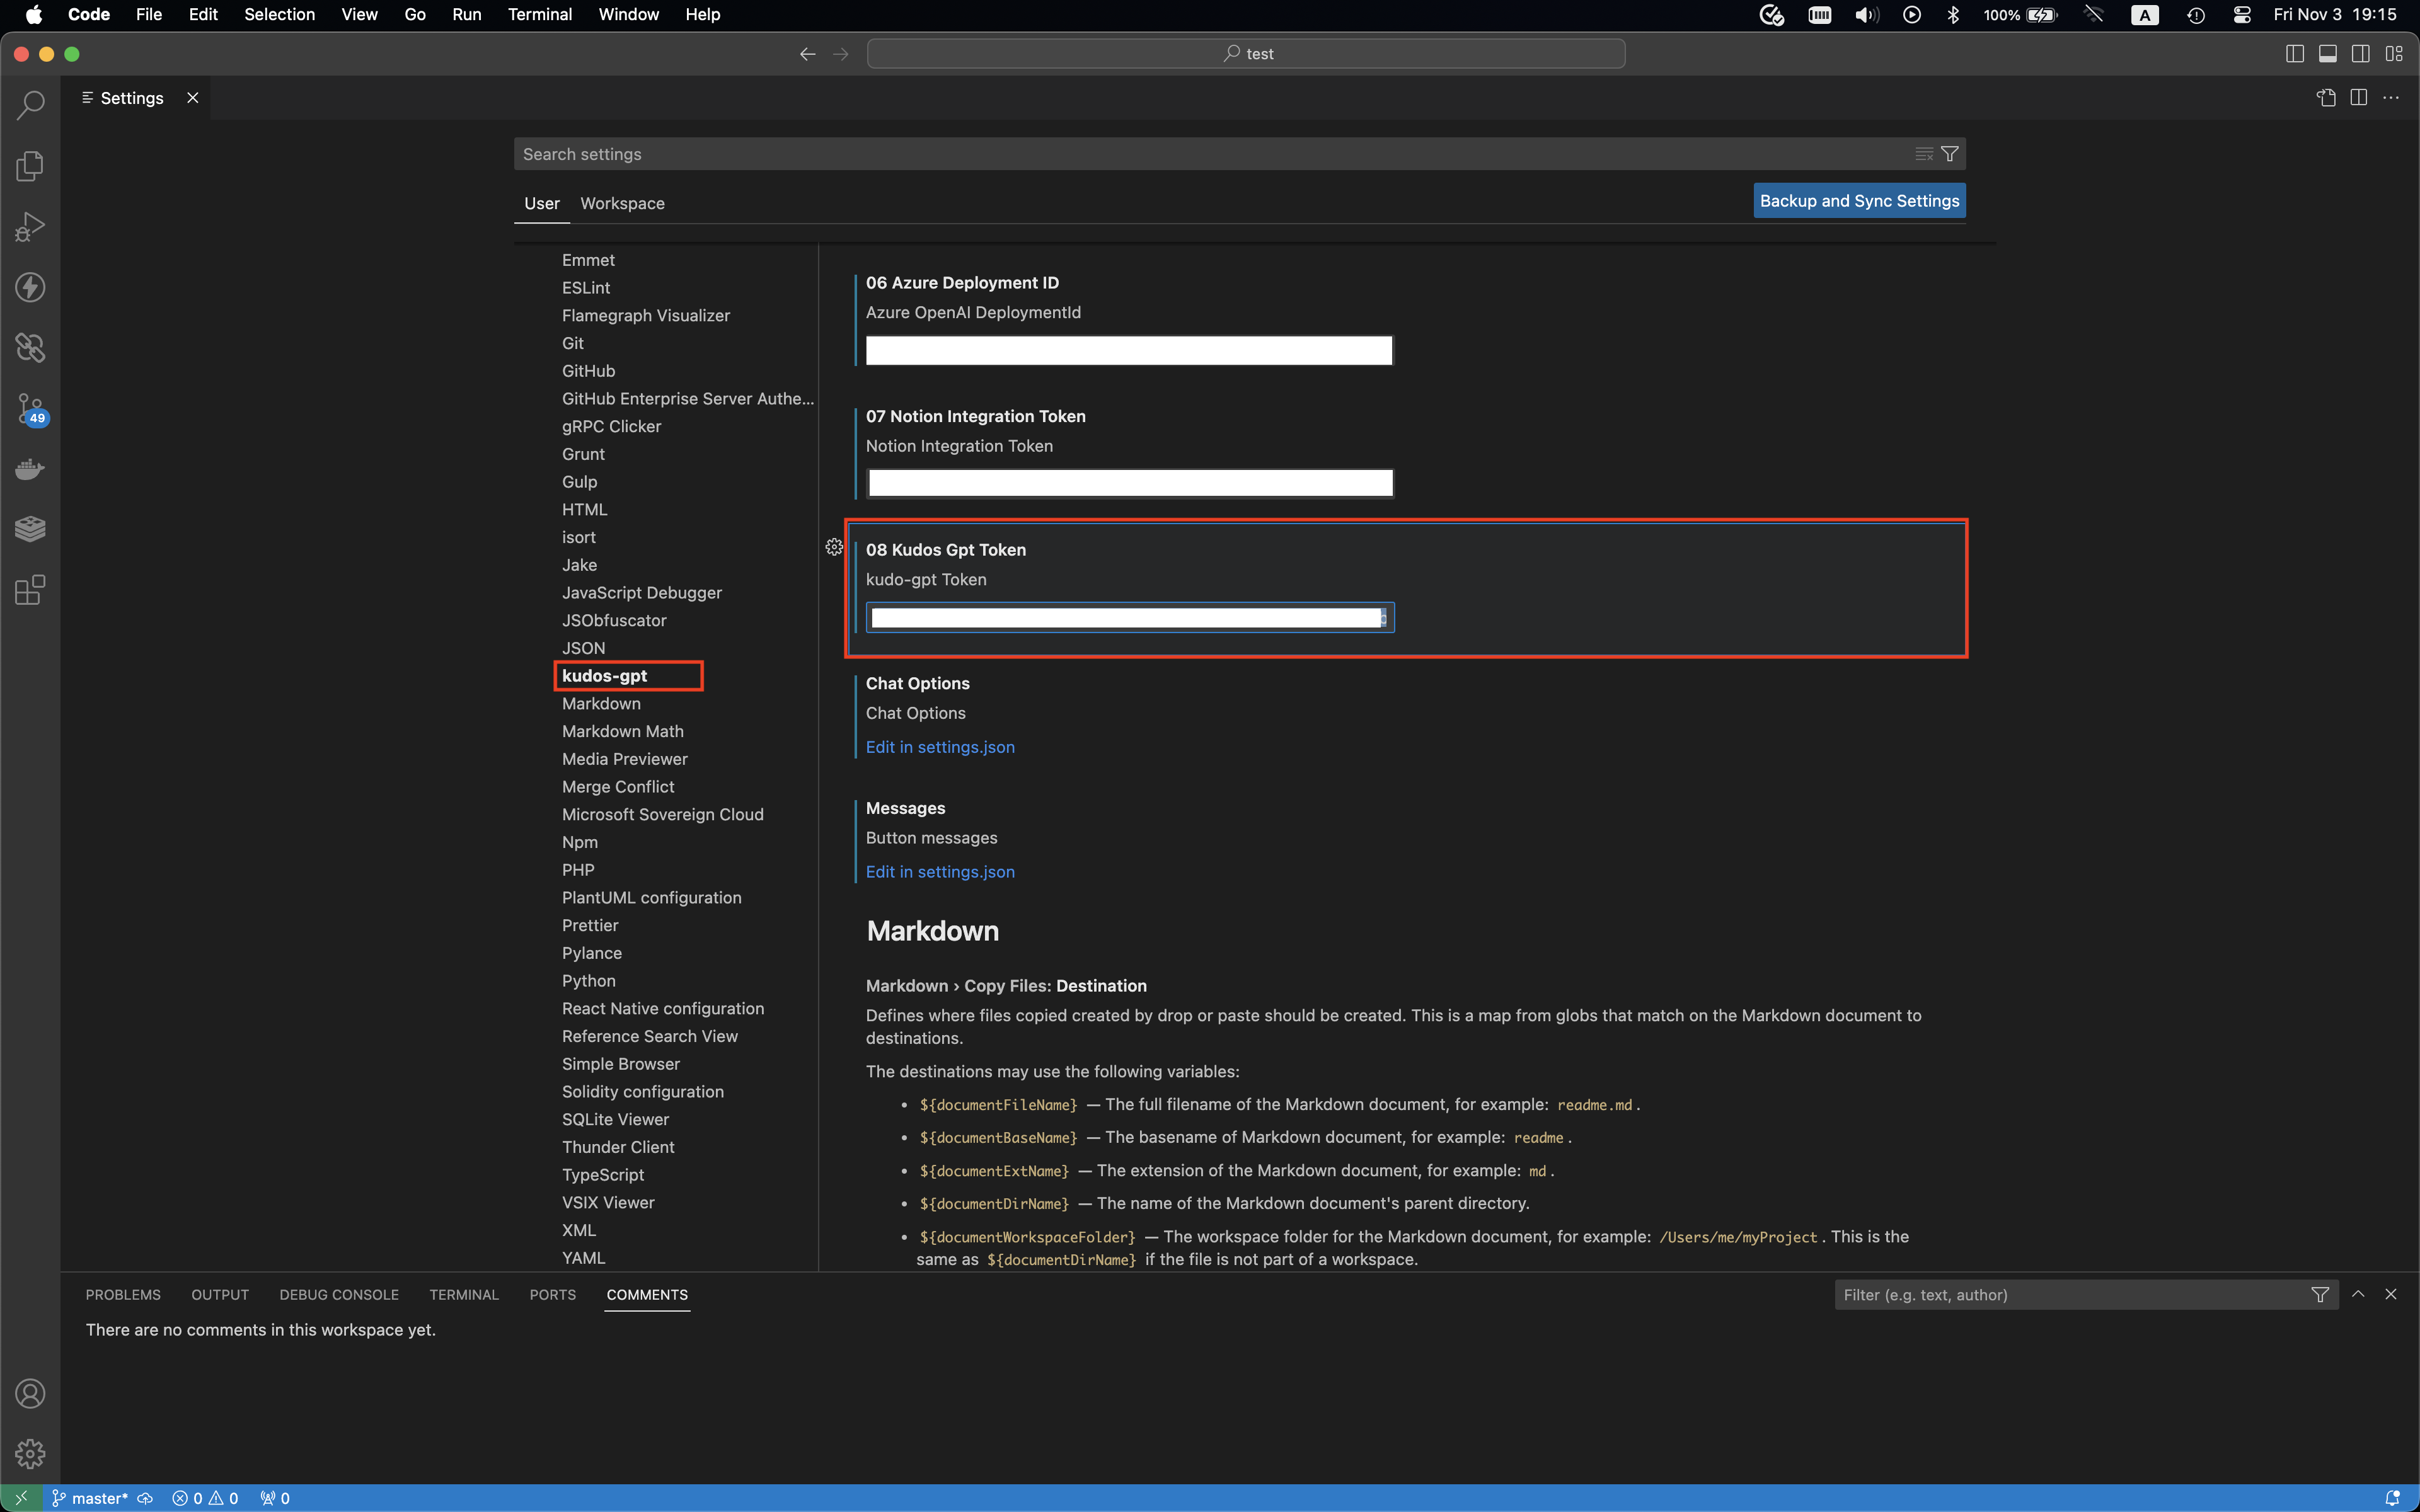 Code File Edit Selection View Go Run Terminal Window Help
100%
A
Fri Nov 3 19:15
test
Settings
Search settings
User Workspace
Backup and Sync Settings
Emmet
ESLint
Flamegraph Visualizer
Git
GitHub
GitHub Enterprise Server Authe...
gRPC Clicker
Grunt
Gulp
HTML
isort
Jake
JavaScript Debugger
JSObfuscator
JSON
kudos-gpt
Markdown
Markdown Math
Media Previewer
Merge Conflict
Microsoft Sovereign Cloud
Npm
PHP
PlantUML configuration
Prettier
Pylance
Python
React Native configuration
Reference Search View
Simple Browser
Solidity configuration
SQLite Viewer
Thunder Client
TypeScript
VSIX Viewer
XML
YAML
49
06 Azure Deployment ID
Azure OpenAI DeploymentId
07 Notion Integration Token
Notion Integration Token
08 Kudos Gpt Token
kudo-gpt Token
Chat Options
Chat Options
Edit in settings.json
Messages
Button messages
Edit in settings.json
Markdown
Markdown › Copy Files: Destination
Defines where files copied created by drop or paste should be created. This is a map from globs that match on the Markdown document to
destinations.
The destinations may use the following variables:
• ${documentFileName} — The full filename of the Markdown document, for example: readme.md.
• ${documentBaseName} — The basename of Markdown document, for example: readme.
• ${documentExtName} — The extension of the Markdown document, for example: md.
• ${documentDirName} — The name of the Markdown document's parent directory.
• ${documentWorkspaceFolder} — The workspace folder for the Markdown document, for example: /Users/me/myProject. This is the
same as ${documentDirName} if the file is not part of a workspace.
PROBLEMS OUTPUT DEBUG CONSOLE TERMINAL PORTS COMMENTS
Filter (e.g. text, author)
There are no comments in this workspace yet.
master* 0 0 0